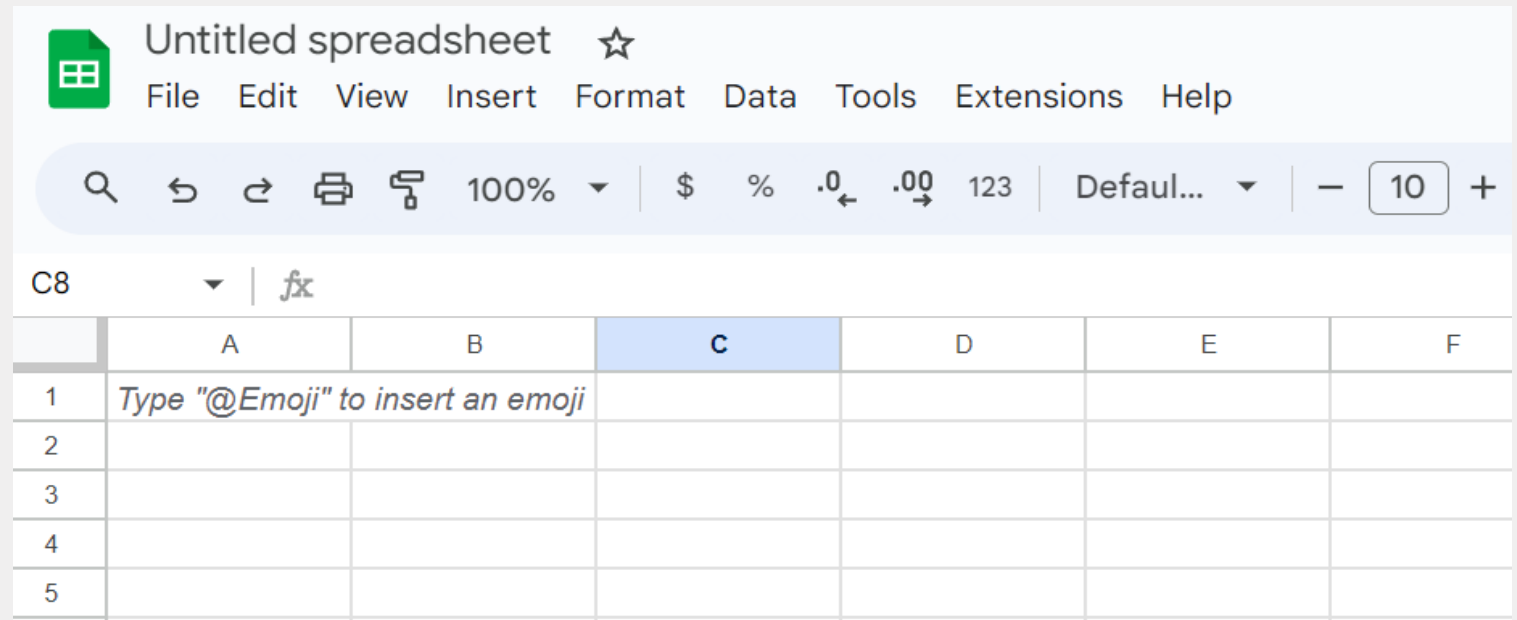 Untitled spreadsheet
File Edit View Insert Format Data Tools Extensions Help
100% $ % .0 .00 123 Defaul... 10
C8 fx
A B C D E F
1 Type "@Emoji" to insert an emoji
2
3
4
5